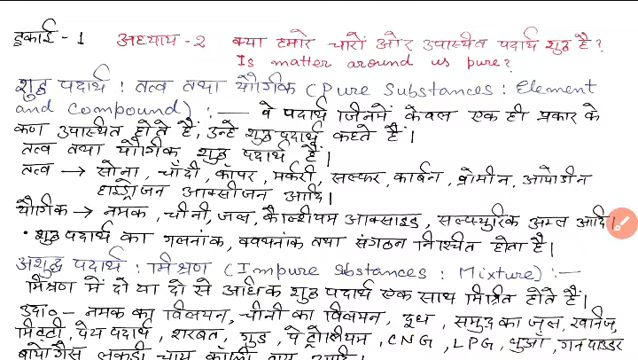 इकाई-1 अध्याय-2 क्या हमारे चारों ओर उपस्थित पदार्थ शुद्ध है?
Is matter around us pure?
शुद्ध पदार्थ : तत्व तथा यौगिक (Pure Substances : Element
and Compound) :— वे पदार्थ जिनमें केवल एक ही प्रकार के
कण उपस्थित होते हैं, उन्हें शुद्ध पदार्थ कहते हैं।
तत्व तथा यौगिक, शुद्ध पदार्थ हैं।
तत्व → सोना, चाँदी, कॉपर, मर्करी, सल्फर, कार्बन, ब्रोमीन, आयोडीन
हाइड्रोजन आक्सीजन आदि।
यौगिक → नमक, चीनी, जल, कैल्शियम आक्साइड, सल्फ्यूरिक अम्ल आदि।
• शुद्ध पदार्थ का गलनांक, क्वथनांक तथा संगठन निश्चित होता है।
अशुद्ध पदार्थ : मिश्रण (Impure Sbstances : Mixture) :—
मिश्रण में दो या दो से अधिक शुद्ध पदार्थ एक साथ मिश्रित होते हैं।
उदा० - नमक का विलयन, चीनी का विलयन, दूध, समुद्र का जल, खनिज,
मिट्टी, पेय पदार्थ, शरबत, गुड़, पेट्रोलियम, CNG, LPG, धुआँ, गन पाउडर
बायोगैस लकड़ी चाय कॉफी